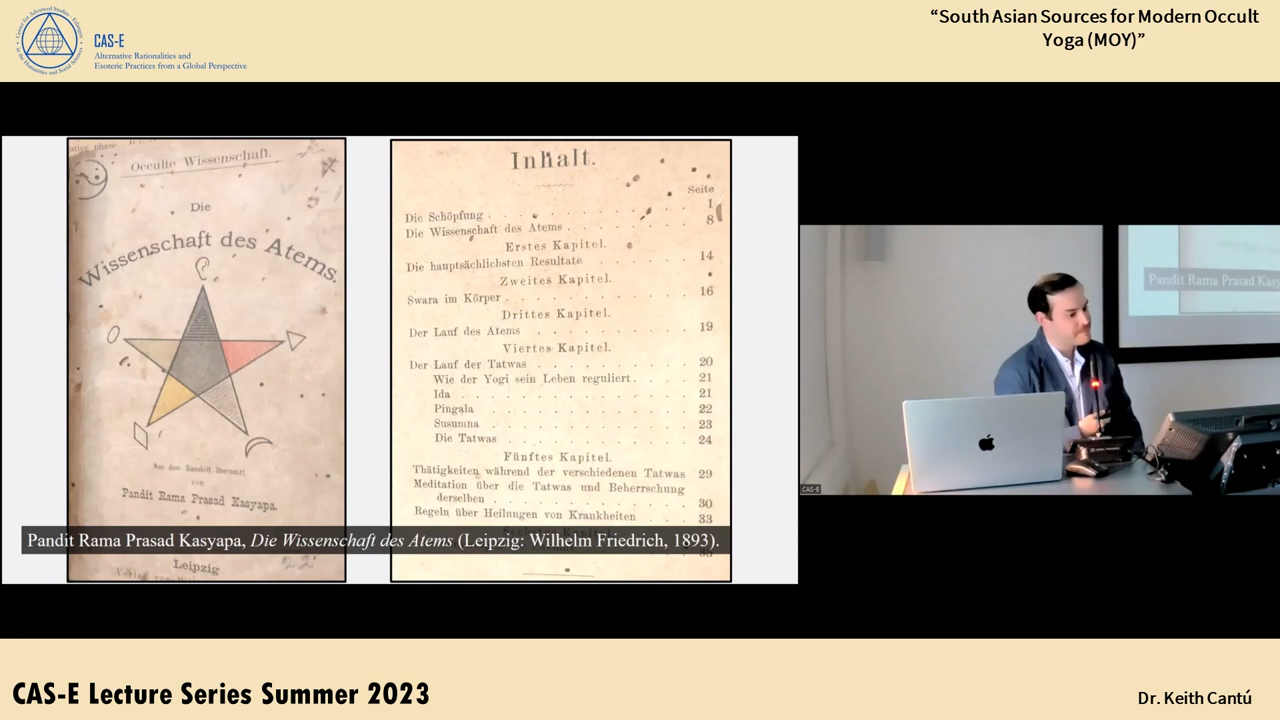 CAS-E
Alternative Rationalities and
Esoteric Practices from a Global Perspective
“South Asian Sources for Modern Occult
Yoga (MOY)”
Occulte Wissenschaft.
Die
Wissenschaft des Atems.
Aus dem Sanskrit übersetzt
von
Pandit Rama Prasad Kasyapa.
Leipzig
Inhalt.
Seite
Die Schöpfung . . . 1
Die Wissenschaft des Atems . . . 8
Erstes Kapitel.
Die hauptsächlichsten Resultate . . . 14
Zweites Kapitel.
Swara im Körper . . . 16
Drittes Kapitel.
Der Lauf des Atems . . . 19
Viertes Kapitel.
Der Lauf der Tatwas . . . 20
Wie der Yogi sein Leben reguliert . . . 21
Ida . . . 21
Pingala . . . 22
Susumna . . . 23
Die Tatwas . . . 24
Fünftes Kapitel.
Thätigkeiten während der verschiedenen Tatwas 29
Meditation über die Tatwas und Beherrschung
derselben . . . 30
Regeln über Heilungen von Krankheiten . . . 33
Pandit Rama Prasad Kasyapa, Die Wissenschaft des Atems (Leipzig: Wilhelm Friedrich, 1893).
Pandit Rama Prasad Kas
CAS-E
CAS-E Lecture Series Summer 2023
Dr. Keith Cantú